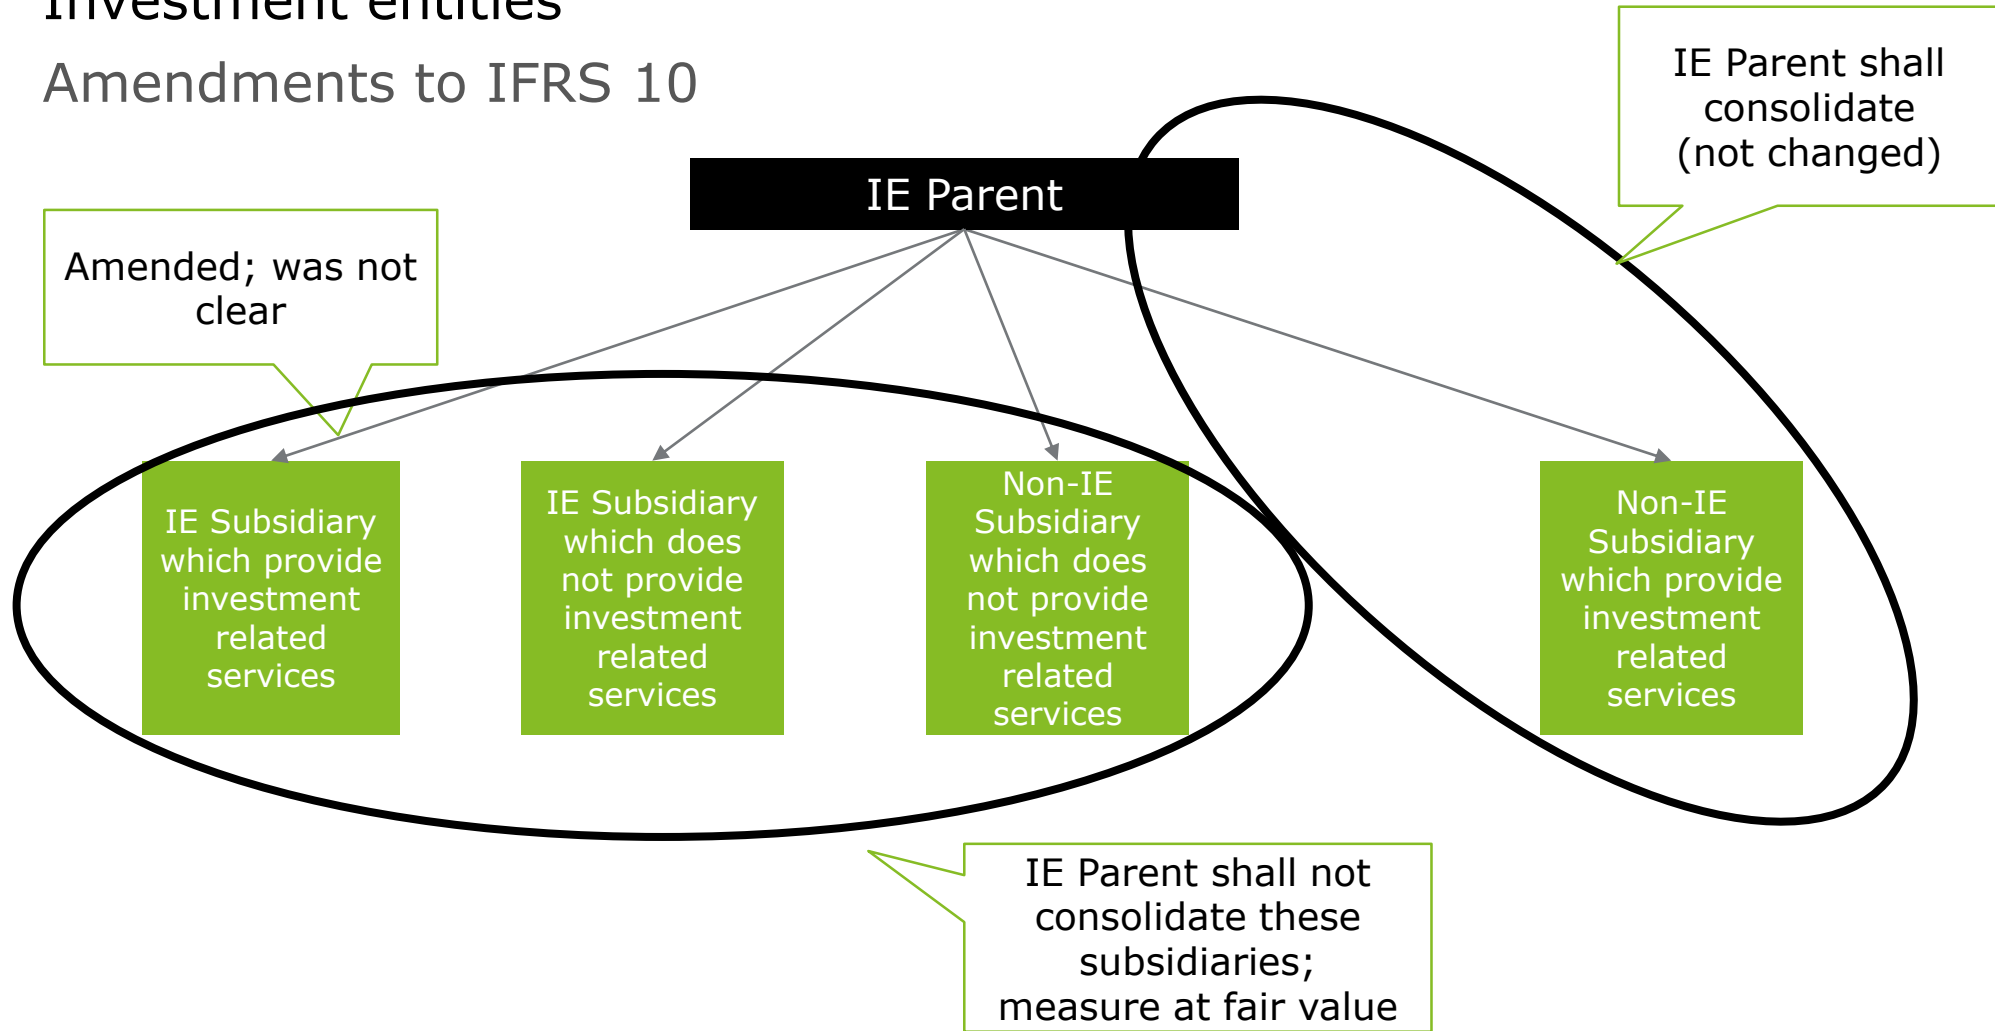 Investment entities
Amendments to IFRS 10
IE Parent shall
consolidate
(not changed)
IE Parent
Amended; was not
clear
IE Subsidiary
which provide
investment
related
services
IE Subsidiary
which does
not provide
investment
related
services
Non-IE
Subsidiary
which does
not provide
investment
related
services
Non-IE
Subsidiary
which provide
investment
related
services
IE Parent shall not
consolidate these
subsidiaries;
measure at fair value